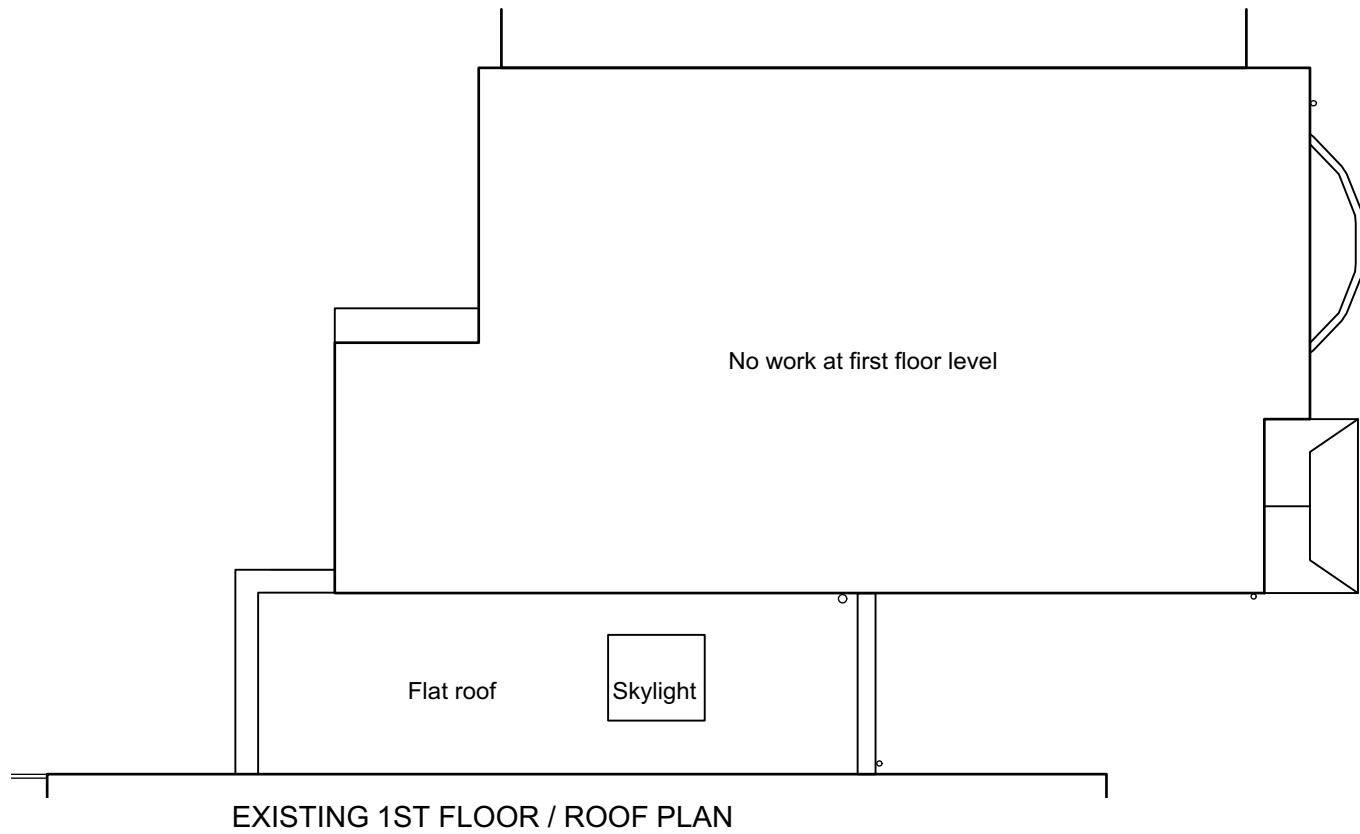 No work at first floor level
Flat roof
Skylight
EXISTING 1ST FLOOR / ROOF PLAN